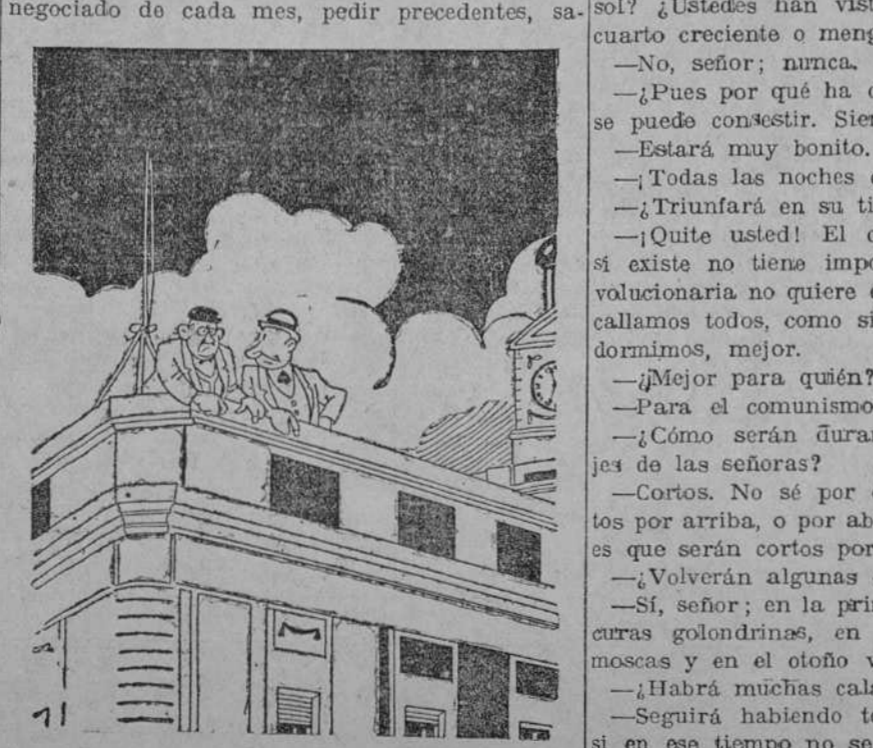 negociado de cada mes, pedir precedentes, sa-
sol? ¿Ustedes han vist
cuarto creciente o meng
—No, señor; nunca.
—¿Pues por qué ha
se puede consestir. Sien
—Estará muy bonito.
—¡Todas las noches
—¿Triunfará en su ti
—¡Quite usted! El
si existe no tiene impo
volucionaria no quiere
callamos todos, como si
dormimos, mejor.
—¿¡Mejor para quién?
—Para el comunismo
—¿Cómo serán duran
jes de las señoras?
—Cortos. No sé por
tos por arriba, o por ab
es que serán cortos por
—¿Volverán algunas
—Sí, señor; en la prim
curas golondrinas, en
moscas y en el otoño v
—¿Habrá muchas cala
—Seguirá habiendo te
si en ese tiempo no se